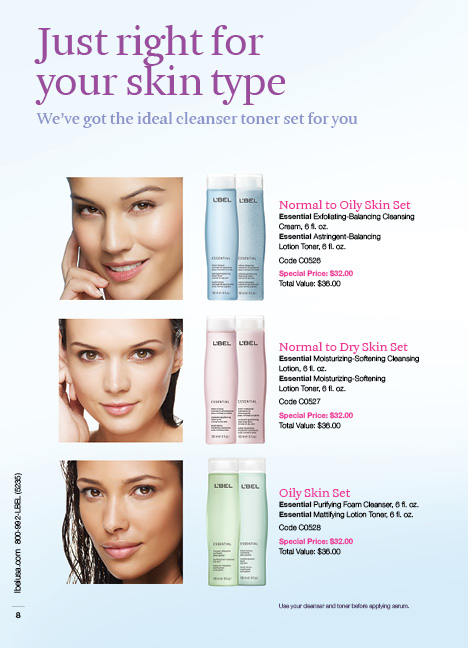 Just right for
your skin type
We've got the ideal cleanser toner set for you
L'BEL L'BEL
ESSENTIAL
Normal to Oily Skin Set
Essential Exfoliating-Balancing Cleansing
Cream, 6 fl. oz.
Essential Astringent-Balancing
Lotion Toner, 6 fl. oz.
Code C0526
Special Price: $32.00
Total Value: $36.00
L'BEL L'BEL
ESSENTIAL
Normal to Dry Skin Set
Essential Moisturizing-Softening Cleansing
Lotion, 6 fl. oz.
Essential Moisturizing-Softening
Lotion Toner, 6 fl. oz.
Code C0527
Special Price: $32.00
Total Value: $36.00
L'BEL L'BEL
ESSENTIAL
Oily Skin Set
Essential Purifying Foam Cleanser, 6 fl. oz.
Essential Mattifying Lotion Toner, 6 fl. oz.
Code C0528
Special Price: $32.00
Total Value: $36.00
Use your cleanser and toner before applying serum.
lbelusa.com 800-992-LBEL (5235)
8